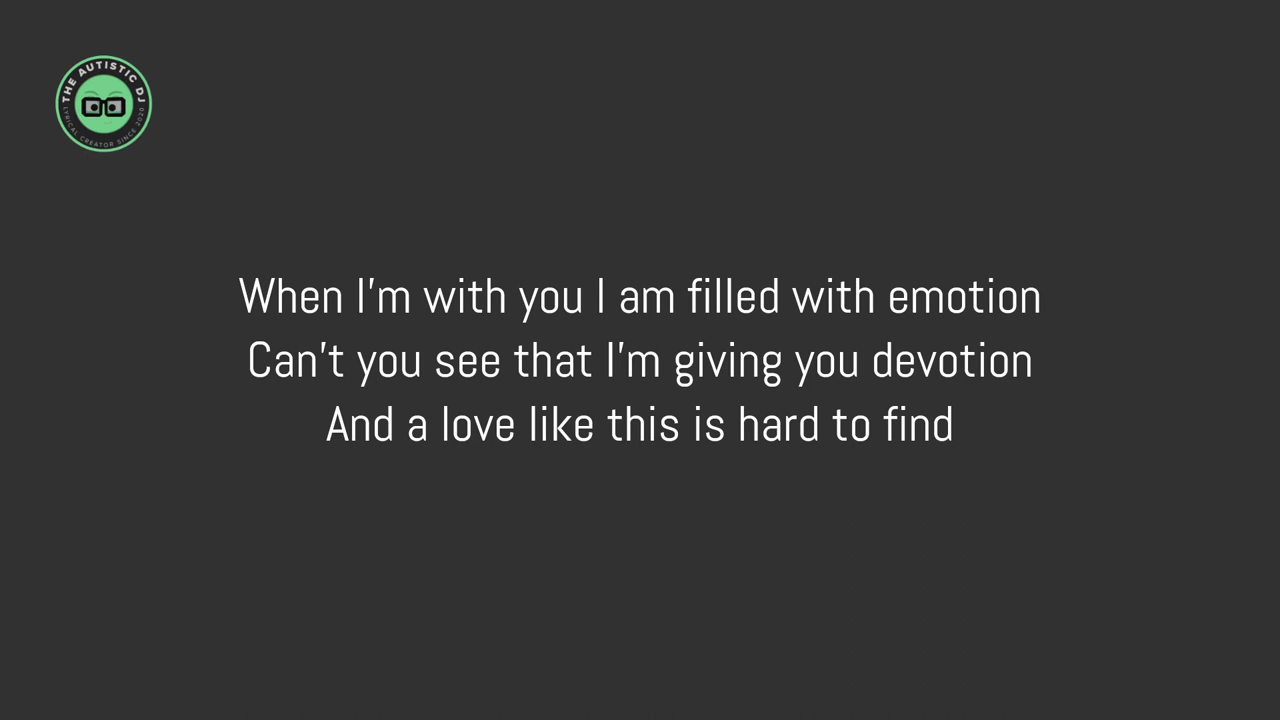 THE AUTISTIC DJ
LYRICAL CREATOR SINCE 2020
When I'm with you I am filled with emotion
Can't you see that I'm giving you devotion
And a love like this is hard to find